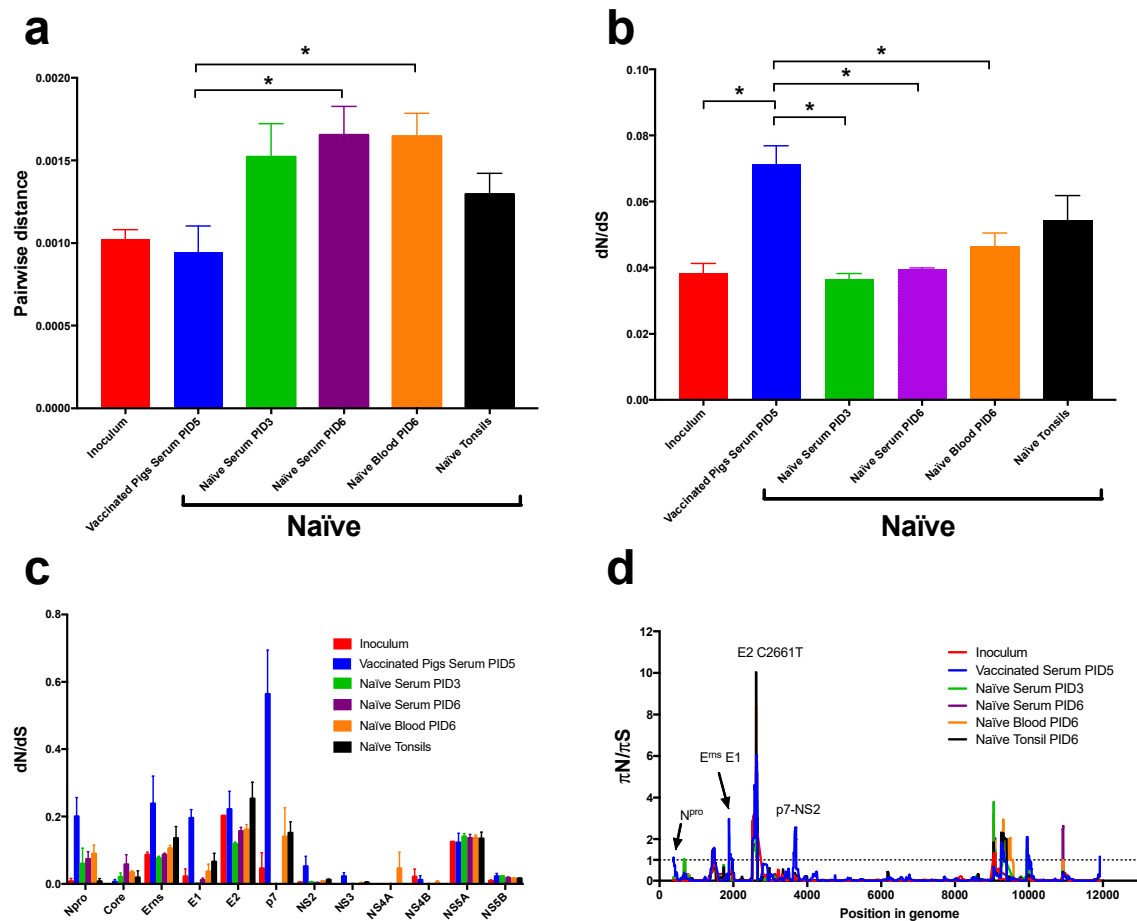 a
*
*
0.0020
0.0015
0.0010
0.0005
0.0000
Pairwise distance
Inoculum
Vaccinated Pigs Serum PID5
Naïve Serum PID3
Naïve Serum PID6
Naïve Blood PID6
Naïve Tonsils
Naïve
b
*
*
*
*
0.10
0.08
0.06
0.04
0.02
0.00
dN/dS
Inoculum
Vaccinated Pigs Serum PID5
Naïve Serum PID3
Naïve Serum PID6
Naïve Blood PID6
Naïve Tonsils
Naïve
c
0.8
0.6
0.4
0.2
0.0
dN/dS
Inoculum
Vaccinated Pigs Serum PID5
Naïve Serum PID3
Naïve Serum PID6
Naïve Blood PID6
Naïve Tonsils
Npro
Core
Erns
E1
E2
p7
NS2
NS3
NS4A
NS4B
NS5A
NS5B
d
12
10
8
6
4
2
1
0
πN/πS
E2 C2661T
Erns E1
Npro
p7-NS2
Inoculum
Vaccinated Serum PID5
Naïve Serum PID3
Naïve Serum PID6
Naïve Blood PID6
Naïve Tonsil PID6
0 2000 4000 6000 8000 10000 12000
Position in genome